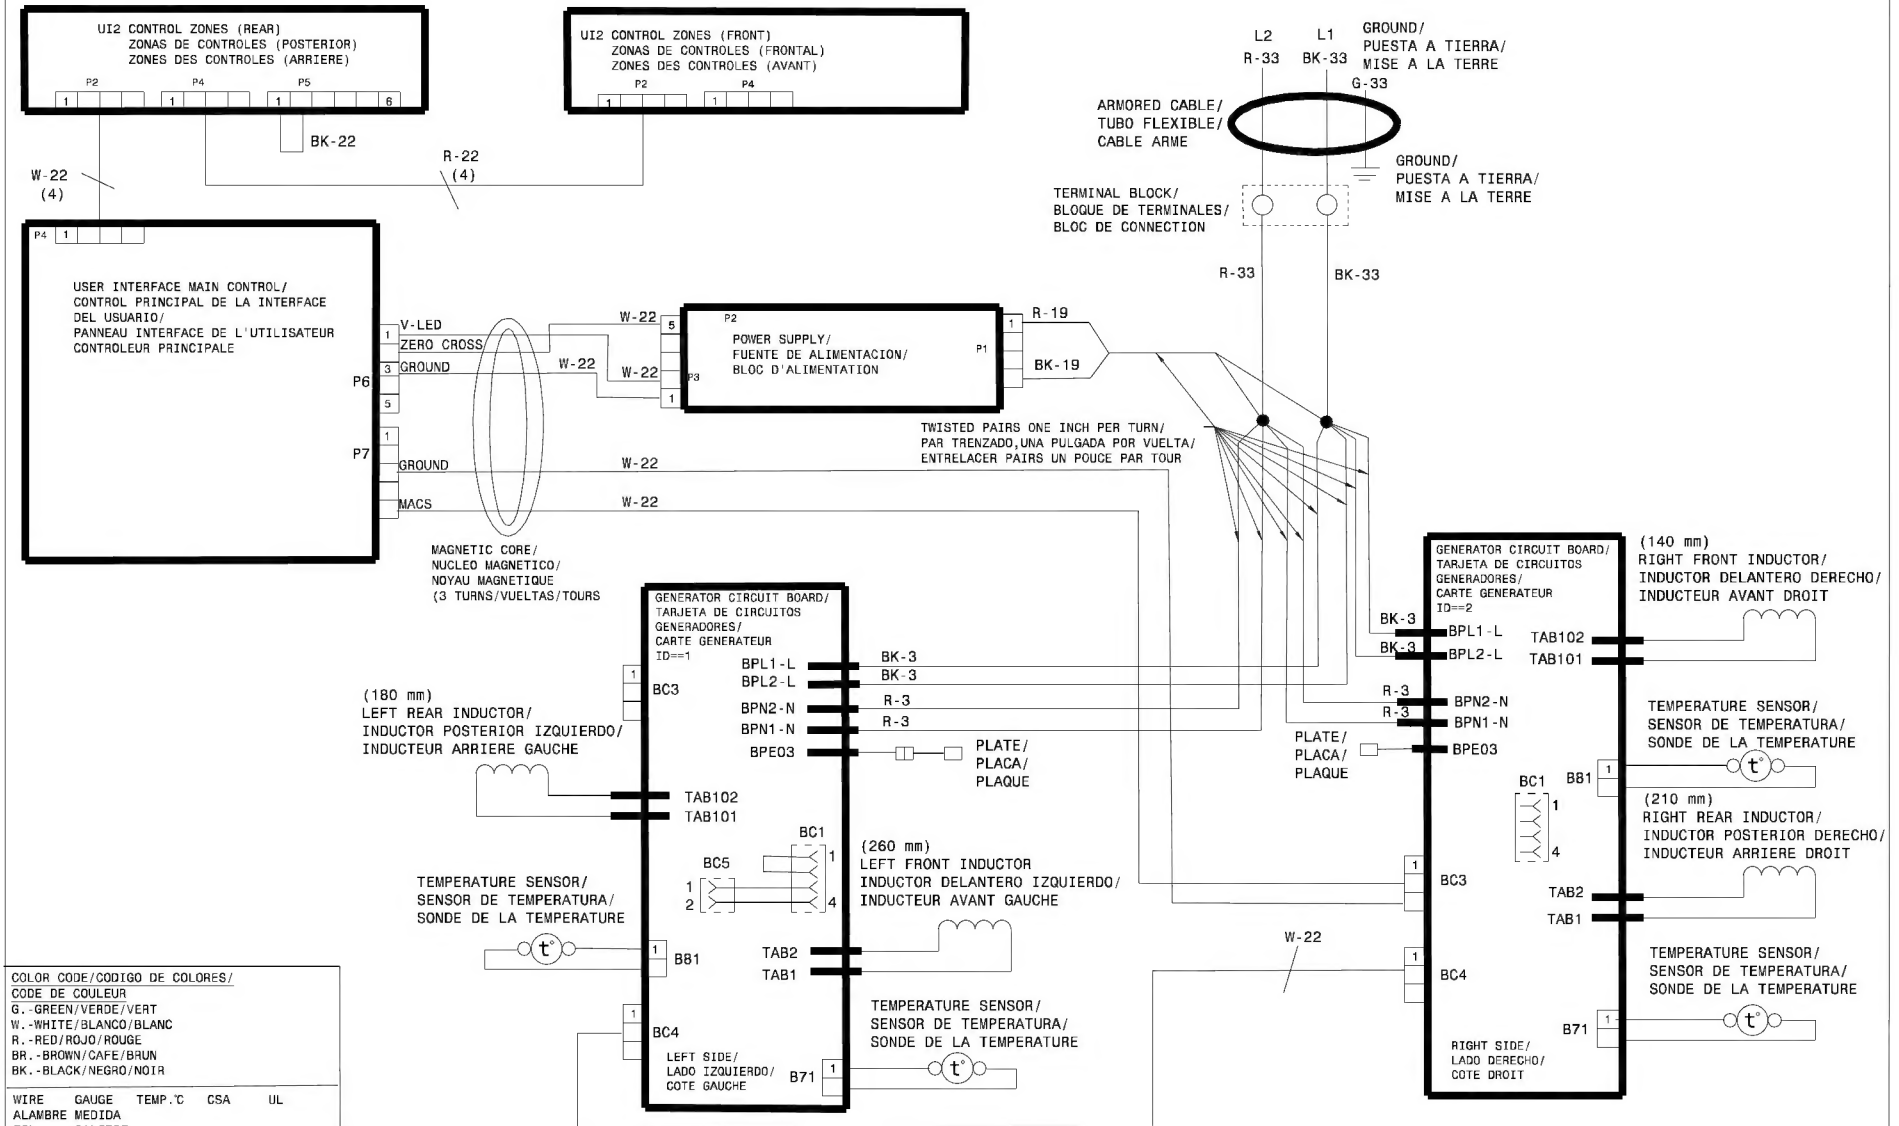 UI2 CONTROL ZONES (REAR)
ZONAS DE CONTROLES (POSTERIOR)
ZONES DES CONTROLES (ARRIERE)
P2
P4
P5
1
1
1
6
BK-22
UI2 CONTROL ZONES (FRONT)
ZONAS DE CONTROLES (FRONTAL)
ZONES DES CONTROLES (AVANT)
P2
P4
1
1
R-22
(4)
W-22
(4)
L2
R-33
L1
BK-33
GROUND/
PUESTA A TIERRA/
MISE A LA TERRE
G-33
ARMORED CABLE/
TUBO FLEXIBLE/
CABLE ARME
GROUND/
PUESTA A TIERRA/
MISE A LA TERRE
TERMINAL BLOCK/
BLOQUE DE TERMINALES/
BLOC DE CONNECTION
R-33
BK-33
P4
1
USER INTERFACE MAIN CONTROL/
CONTROL PRINCIPAL DE LA INTERFACE
DEL USUARIO/
PANNEAU INTERFACE DE L'UTILISATEUR
CONTROLEUR PRINCIPALE
P6
1
3
5
P7
1
V-LED
ZERO CROSS
GROUND
GROUND
MACS
W-22
W-22
W-22
W-22
W-22
MAGNETIC CORE/
NUCLEO MAGNETICO/
NOYAU MAGNETIQUE
(3 TURNS/VUELTAS/TOURS
5
1
P2
P3
POWER SUPPLY/
FUENTE DE ALIMENTACION/
BLOC D'ALIMENTATION
P1
1
R-19
BK-19
TWISTED PAIRS ONE INCH PER TURN/
PAR TRENZADO,UNA PULGADA POR VUELTA/
ENTRELACER PAIRS UN POUCE PAR TOUR
GENERATOR CIRCUIT BOARD/
TARJETA DE CIRCUITOS
GENERADORES/
CARTE GENERATEUR
ID==1
1
BC3
BPL1-L
BPL2-L
BPN2-N
BPN1-N
BPE03
BK-3
BK-3
R-3
R-3
PLATE/
PLACA/
PLAQUE
(180 mm)
LEFT REAR INDUCTOR/
INDUCTOR POSTERIOR IZQUIERDO/
INDUCTEUR ARRIERE GAUCHE
TAB102
TAB101
BC1
1
4
BC5
1
2
TEMPERATURE SENSOR/
SENSOR DE TEMPERATURA/
SONDE DE LA TEMPERATURE
t°
1
B81
(260 mm)
LEFT FRONT INDUCTOR
INDUCTOR DELANTERO IZQUIERDO/
INDUCTEUR AVANT GAUCHE
TAB2
TAB1
1
BC4
LEFT SIDE/
LADO IZQUIERDO/
COTE GAUCHE
B71
1
TEMPERATURE SENSOR/
SENSOR DE TEMPERATURA/
SONDE DE LA TEMPERATURE
t°
GENERATOR CIRCUIT BOARD/
TARJETA DE CIRCUITOS
GENERADORES/
CARTE GENERATEUR
ID==2
BK-3
BK-3
R-3
R-3
BPL1-L
BPL2-L
BPN2-N
BPN1-N
BPE03
PLATE/
PLACA/
PLAQUE
TAB102
TAB101
(140 mm)
RIGHT FRONT INDUCTOR/
INDUCTOR DELANTERO DERECHO/
INDUCTEUR AVANT DROIT
TEMPERATURE SENSOR/
SENSOR DE TEMPERATURA/
SONDE DE LA TEMPERATURE
t°
B81
1
BC1
1
4
(210 mm)
RIGHT REAR INDUCTOR/
INDUCTOR POSTERIOR DERECHO/
INDUCTEUR ARRIERE DROIT
1
BC3
TAB2
TAB1
W-22
1
BC4
TEMPERATURE SENSOR/
SENSOR DE TEMPERATURA/
SONDE DE LA TEMPERATURE
t°
B71
1
RIGHT SIDE/
LADO DERECHO/
COTE DROIT
COLOR CODE/CODIGO DE COLORES/
CODE DE COULEUR
G.-GREEN/VERDE/VERT
W.-WHITE/BLANCO/BLANC
R.-RED/ROJO/ROUGE
BR.-BROWN/CAFE/BRUN
BK.-BLACK/NEGRO/NOIR
WIRE GAUGE TEMP.°C CSA UL
ALAMBRE MEDIDA